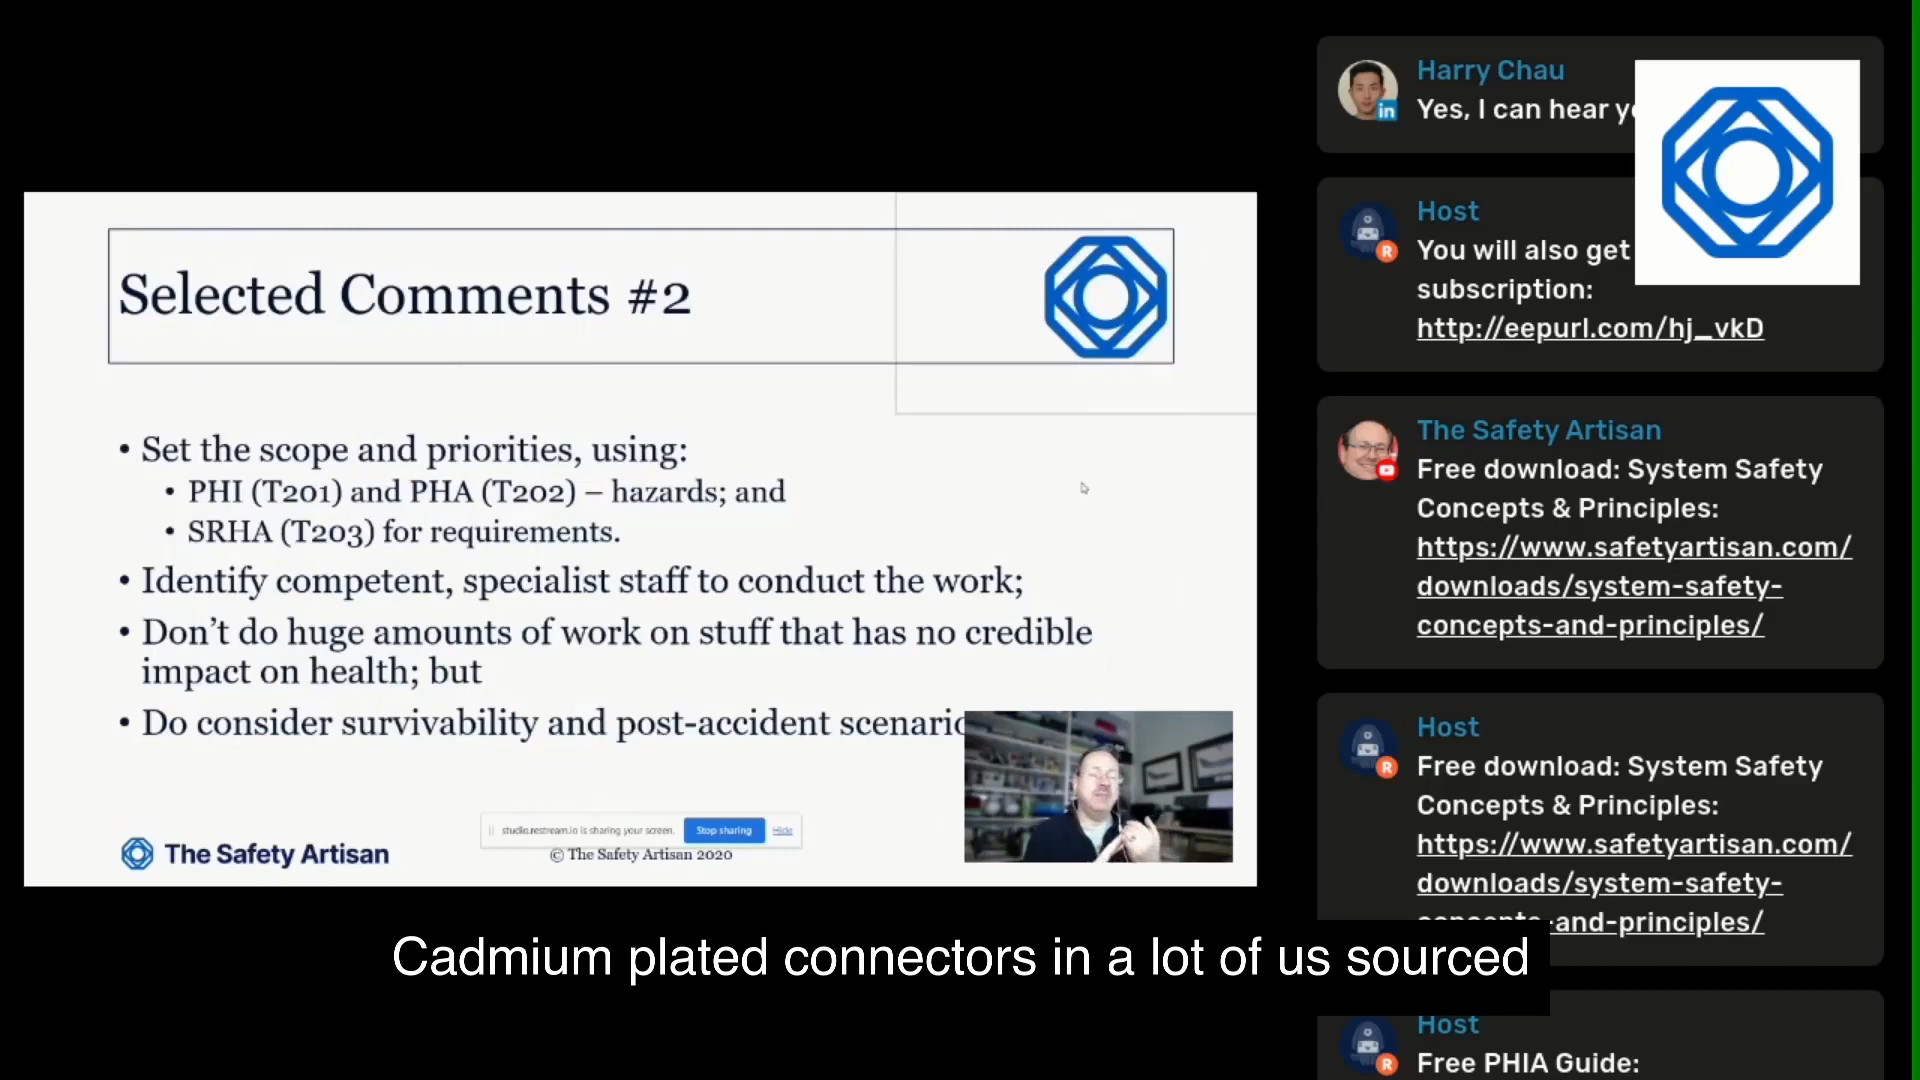 Selected Comments #2
• Set the scope and priorities, using:
• PHI (T201) and PHA (T202) – hazards; and
• SRHA (T203) for requirements.
• Identify competent, specialist staff to conduct the work;
• Don't do huge amounts of work on stuff that has no credible
impact on health; but
• Do consider survivability and post-accident scenario
studio.restream.io is sharing your screen. Stop sharing Hide
The Safety Artisan
© The Safety Artisan 2020
Cadmium plated connectors in a lot of us sourced
Harry Chau
in
Yes, I can hear
Host
R
You will also get
subscription:
http://eepurl.com/hj_vkD
The Safety Artisan
Free download: System Safety
Concepts & Principles:
https://www.safetyartisan.com/
downloads/system-safety-
concepts-and-principles/
Host
R
Free download: System Safety
Concepts & Principles:
https://www.safetyartisan.com/
downloads/system-safety-
concepts-and-principles/
Host
R
Free PHIA Guide: